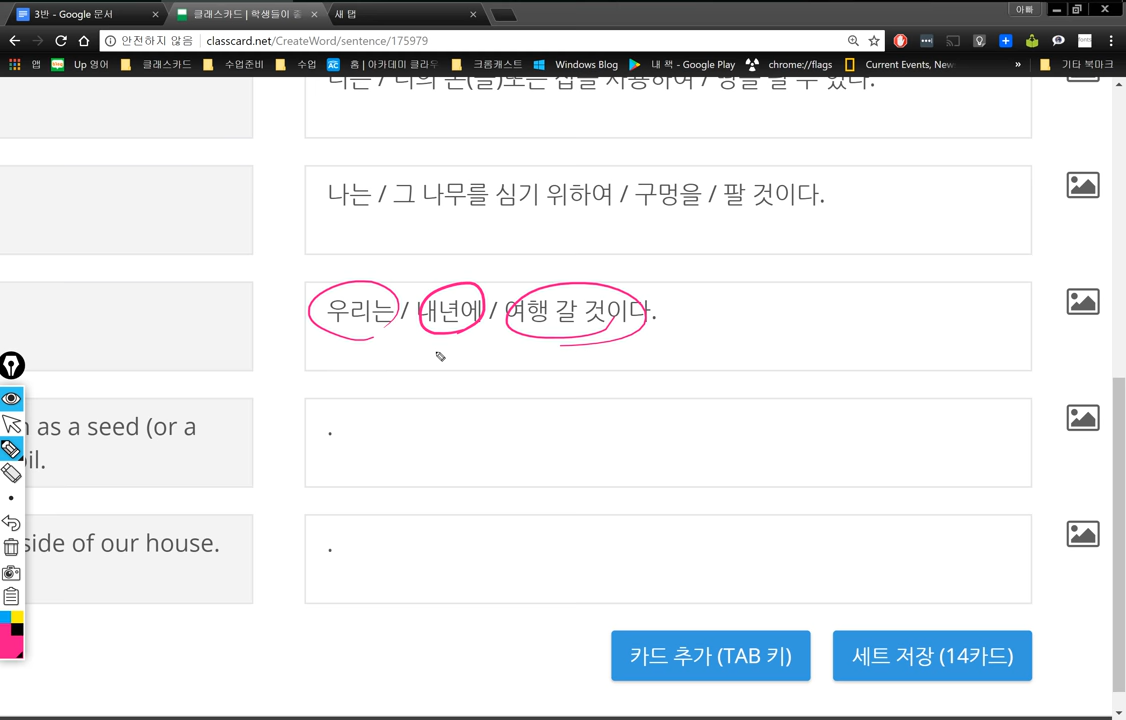 3반 - Google 문서
클래스카드 | 학생들이 좋
새 탭
아빠
안전하지 않음
classcard.net/CreateWord/sentence/175979
앱
Up 영어
클래스카드
수업준비
수업
홈 | 아카데미 클라우
크롬캐스트
Windows Blog
내 책 - Google Play
chrome://flags
Current Events, New
»
기타 북마크
나는 / 그 나무를 심기 위하여 / 구멍을 / 팔 것이다.
우리는 / 내년에 / 여행 갈 것이다.
as a seed (or a
.
side of our house.
.
카드 추가 (TAB 키)
세트 저장 (14카드)